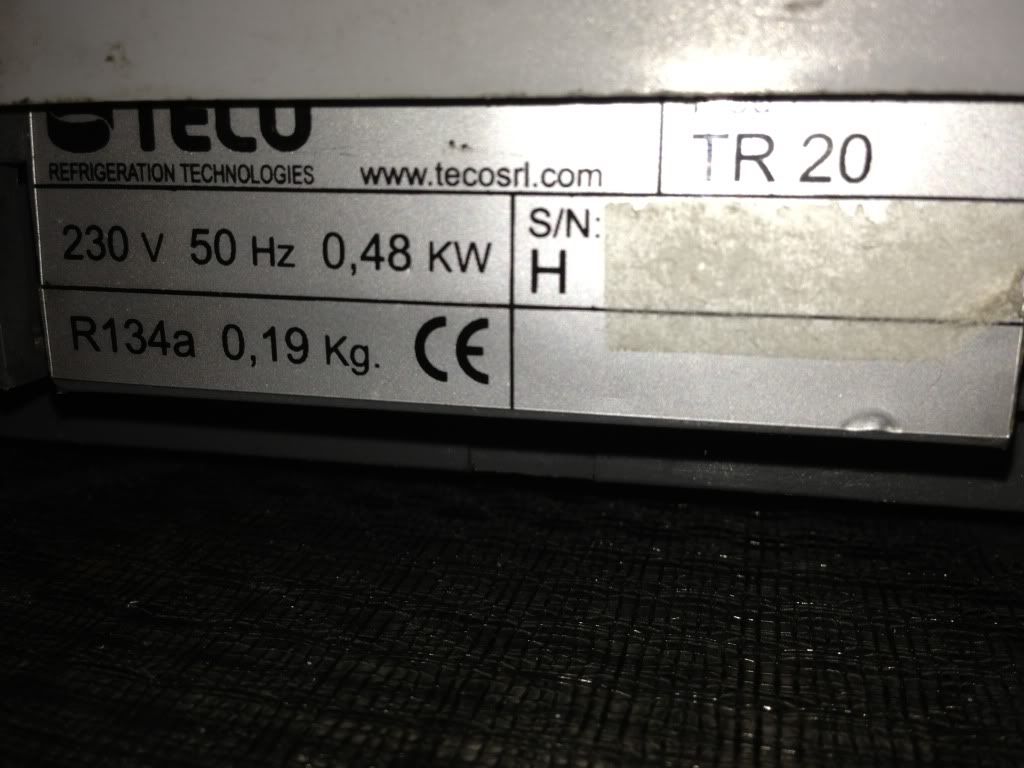 TECO
REFRIGERATION TECHNOLOGIES www.tecosrl.com
TR 20
230 V 50 Hz 0,48 KW
S/N:
H
R134a 0,19 Kg. CE